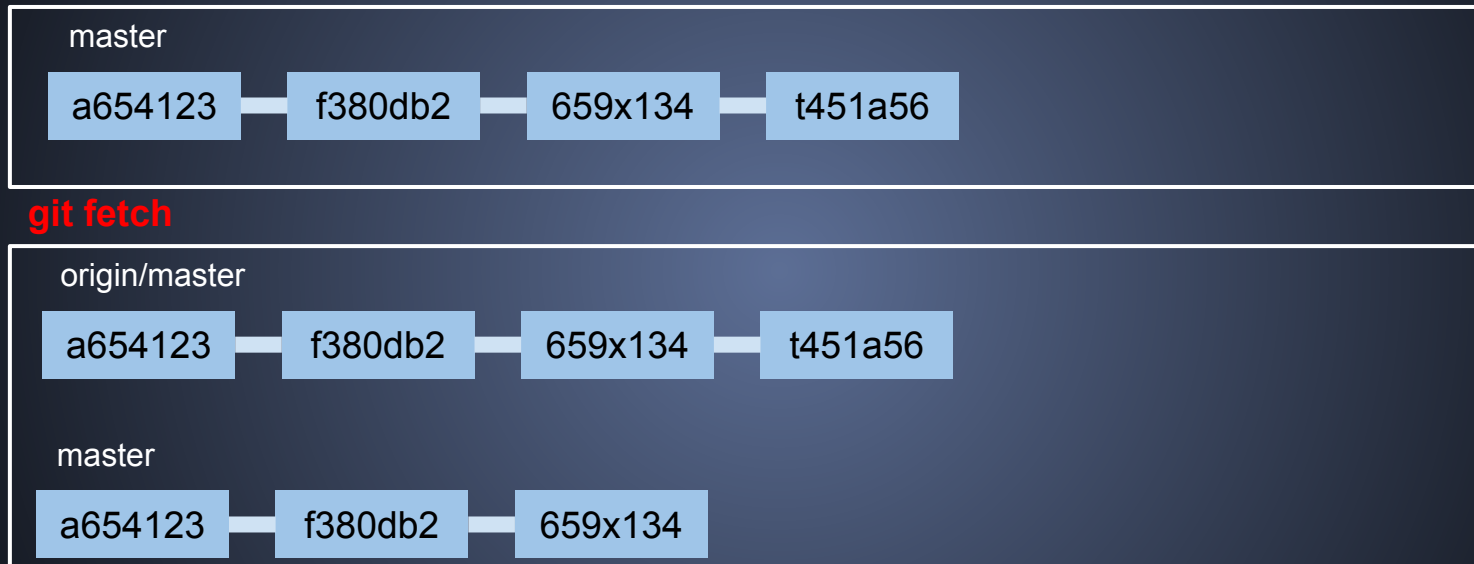 master
a654123 f380db2 659x134 t451a56
git fetch
origin/master
a654123 f380db2 659x134 t451a56
master
a654123 f380db2 659x134